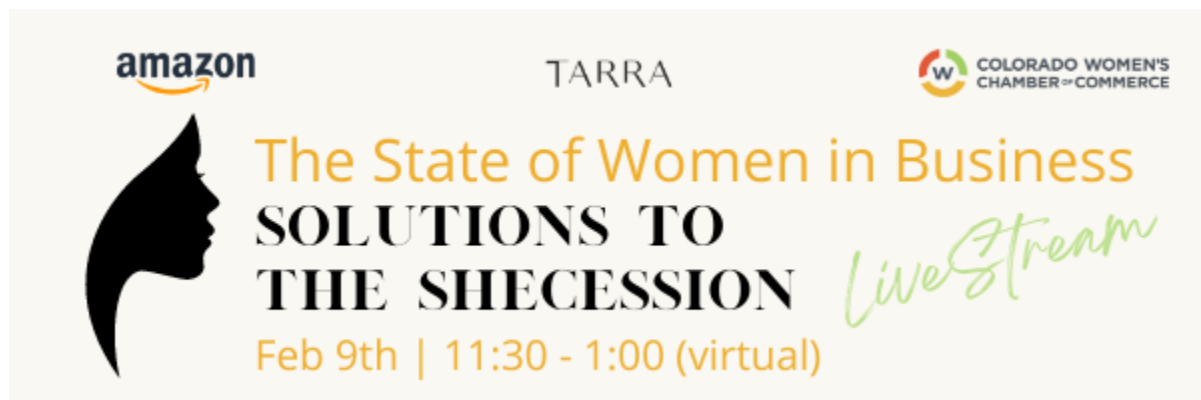 amazon
TARRA
W
COLORADO WOMEN'S
CHAMBER OF COMMERCE
The State of Women in Business
SOLUTIONS TO
THE SHECESSION
LiveStream
Feb 9th | 11:30 - 1:00 (virtual)